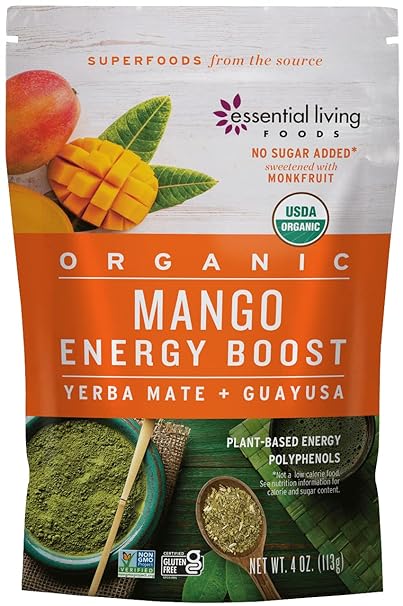 SUPERFOODS from the source
essential living
FOODS
NO SUGAR ADDED*
sweetened with
MONKFRUIT
USDA
ORGANIC
ORGANIC
MANGO
ENERGY BOOST
YERBA MATE + GUAYUSA
PLANT-BASED ENERGY
POLYPHENOLS
*Not a low calorie food.
See nutrition information for
calorie and sugar content.
NON
GMO
Project
VERIFIED
CERTIFIED
GLUTEN
FREE
NET WT. 4 OZ. (113g)